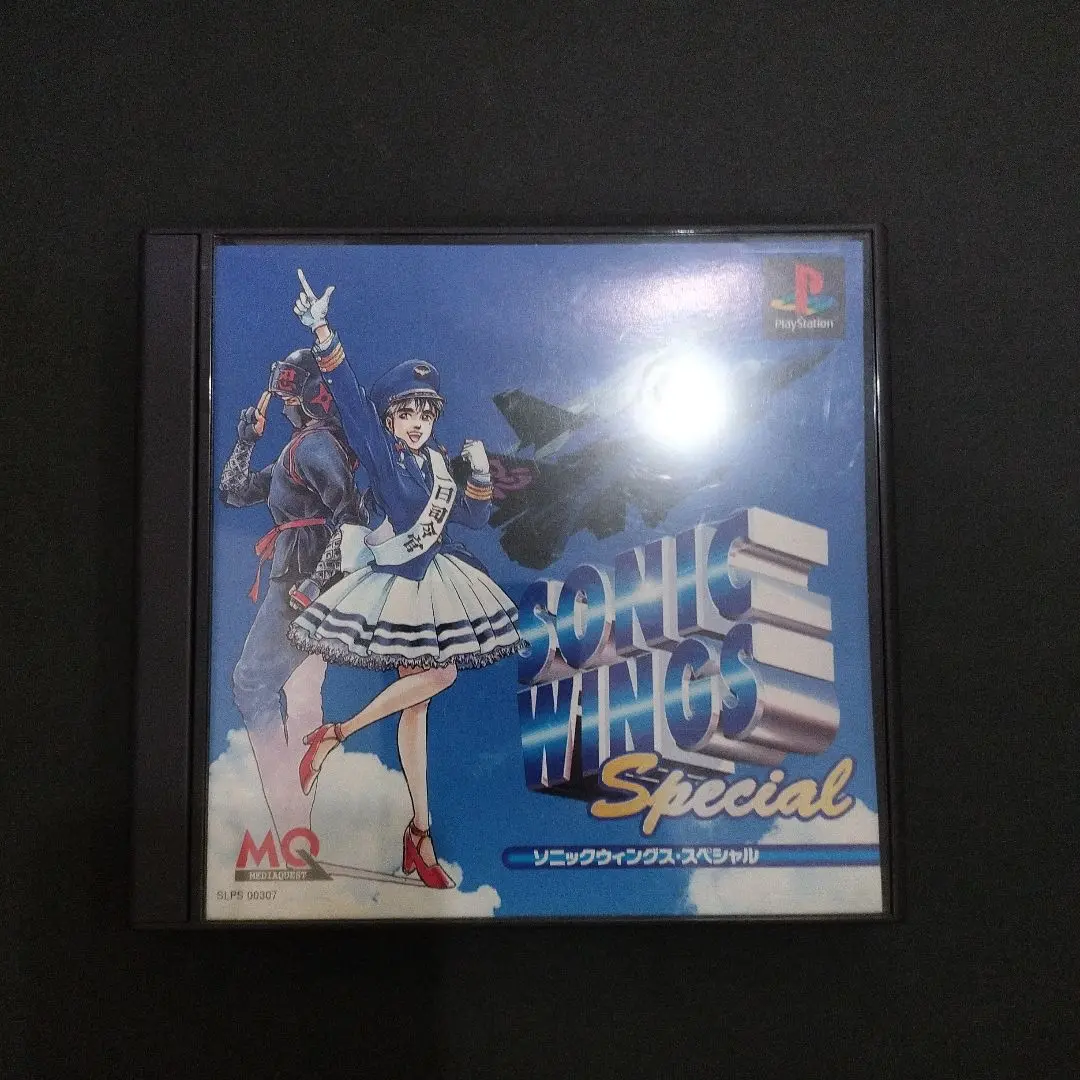 PlayStation
忍
一日司令官
SONIC
WINGS
Special
ソニックウィングス・スペシャル
MQ
MEDIAQUEST
SLPS 00307